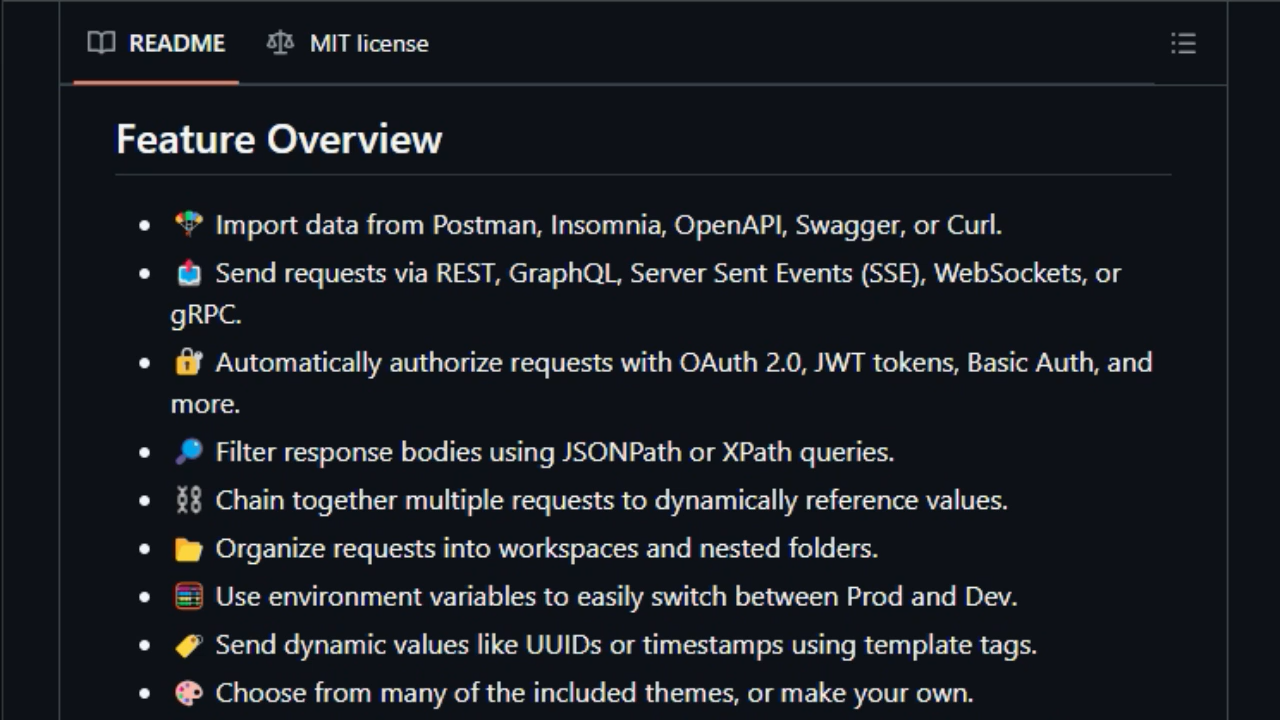 README MIT license
Feature Overview
Import data from Postman, Insomnia, OpenAPI, Swagger, or Curl.
Send requests via REST, GraphQL, Server Sent Events (SSE), WebSockets, or
gRPC.
Automatically authorize requests with OAuth 2.0, JWT tokens, Basic Auth, and
more.
Filter response bodies using JSONPath or XPath queries.
Chain together multiple requests to dynamically reference values.
Organize requests into workspaces and nested folders.
Use environment variables to easily switch between Prod and Dev.
Send dynamic values like UUIDs or timestamps using template tags.
Choose from many of the included themes, or make your own.